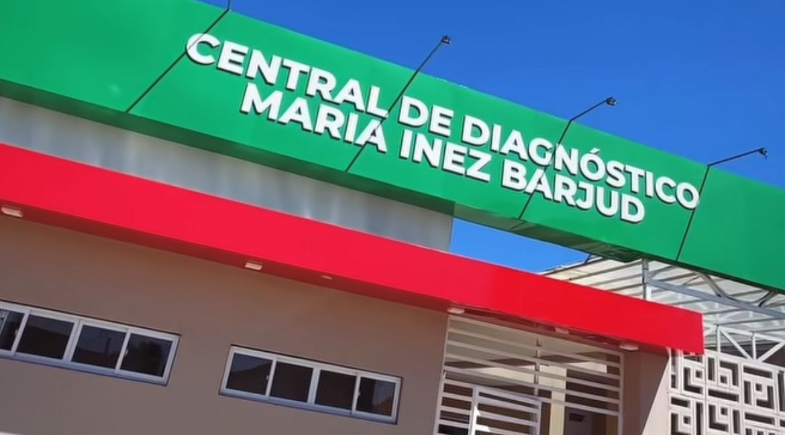 CENTRAL DE DIAGNÓSTICO
MARIA INEZ BARJUD